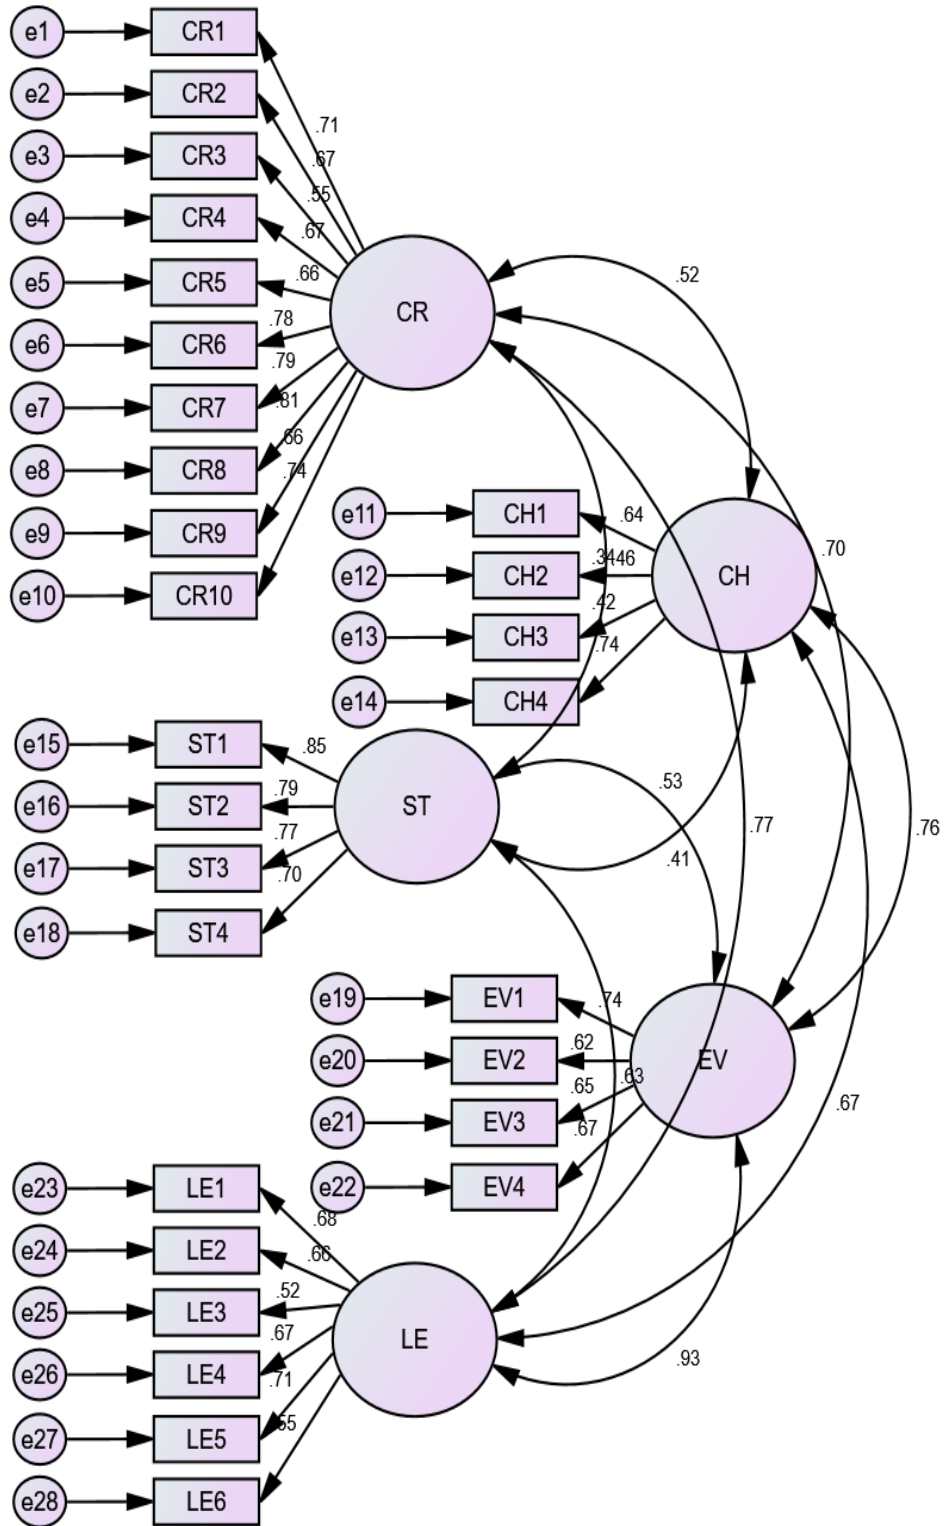 e1 CR1
e2 CR2
.71
e3 CR3
.67
.55
e4 CR4
.67
e5 CR5
.66
CR
.52
e6 CR6
.78
.79
e7 CR7
.81
.66
e8 CR8
.74
e9 CR9
e10 CR10
e11 CH1
.64
.70
e12 CH2
.34
.46
CH
.42
e13 CH3
.74
e14 CH4
e15 ST1
.85
.79
.53
e16 ST2
ST
.77
.76
.77
.41
e17 ST3
.70
e18 ST4
e19 EV1
.74
.62
e20 EV2
EV
.65
.63
e21 EV3
.67
.67
e22 EV4
e23 LE1
.68
e24 LE2
.66
.52
e25 LE3
.67
LE
.93
e26 LE4
.71
e27 LE5
.55
e28 LE6